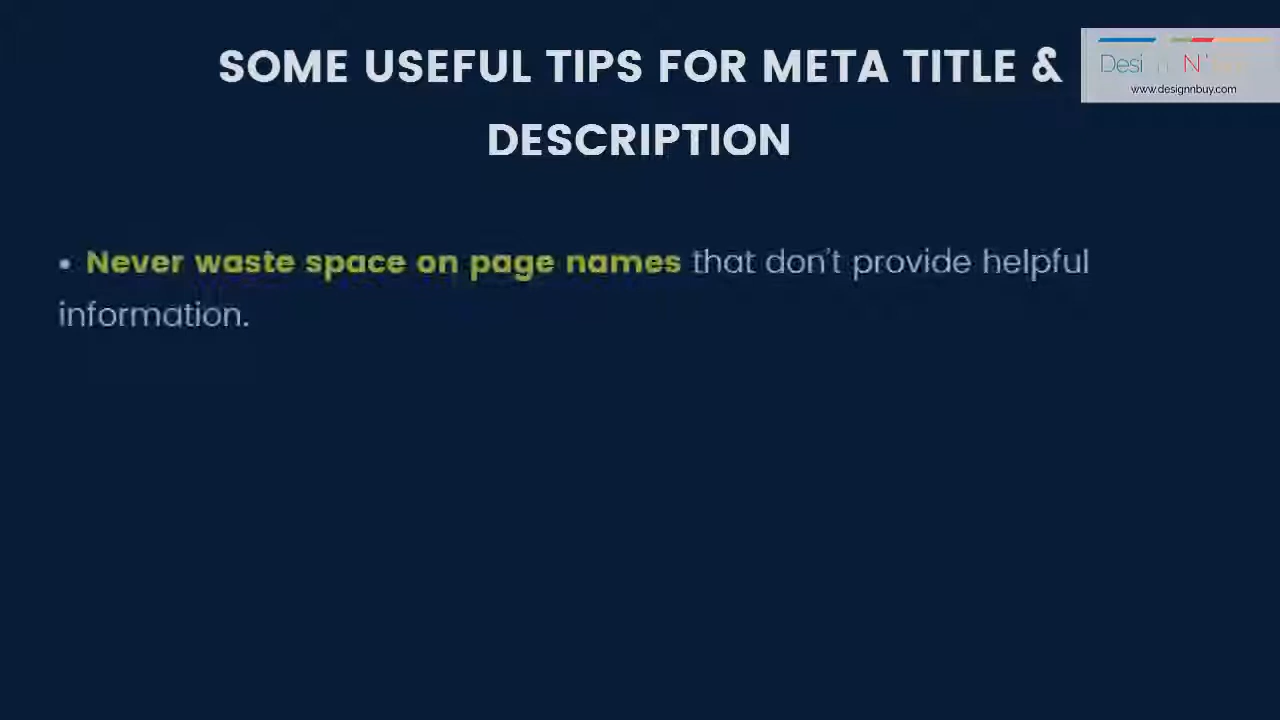 SOME USEFUL TIPS FOR META TITLE &
DESCRIPTION
Desi N'
www.designnbuy.com
• Never waste space on page names that don't provide helpful
information.